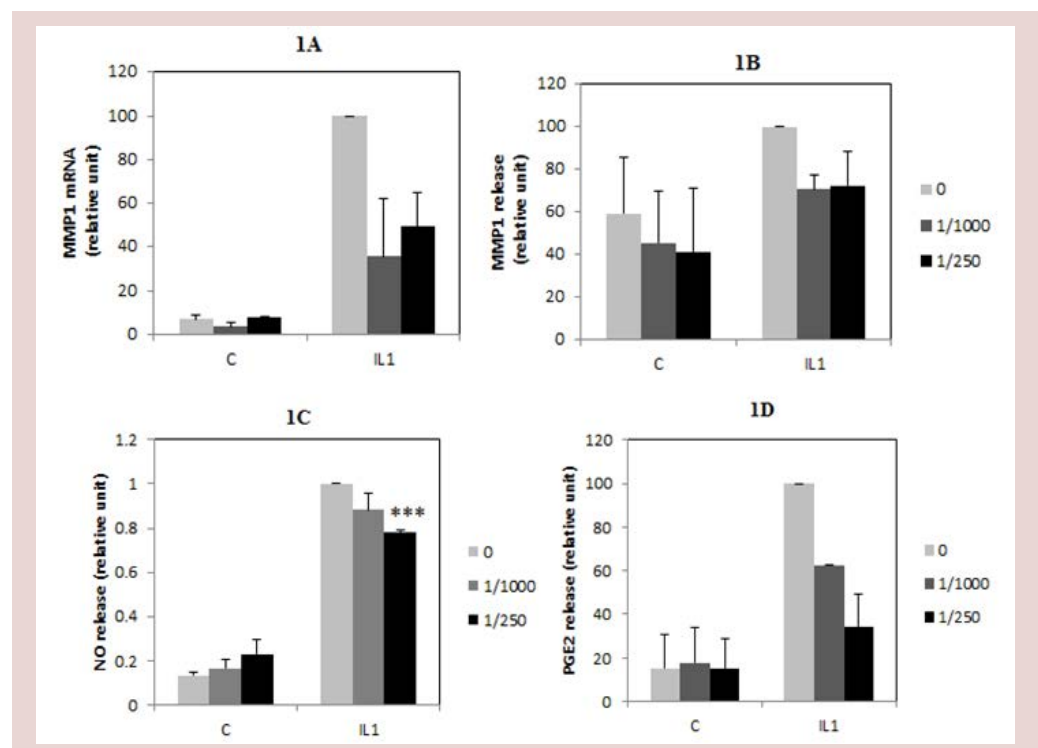 1A
120
100
80
60
40
20
0
MMP1 mRNA
(relative unit)
C
IL1
1B
120
100
80
60
40
20
0
MMP1 release
(relative unit)
C
IL1
0
1/1000
1/250
1C
1.2
1
0.8
0.6
0.4
0.2
0
NO release (relative unit)
***
C
IL1
0
1/1000
1/250
1D
120
100
80
60
40
20
0
PGE2 release (relative unit)
C
IL1
0
1/1000
1/250